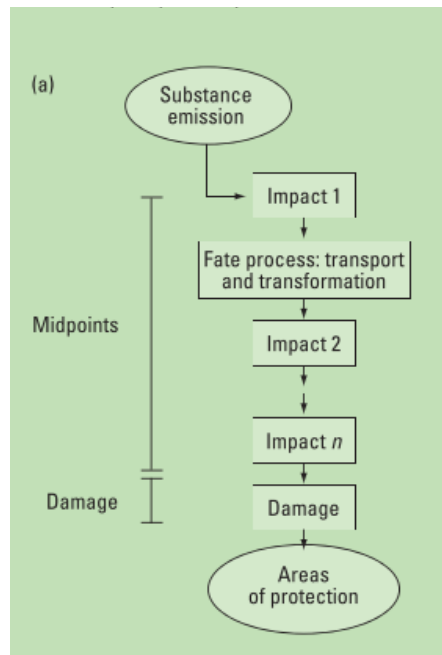 (a)
Substance
emission
Impact 1
Fate process: transport
and transformation
Midpoints
Impact 2
Impact n
Damage
Damage
Areas
of protection